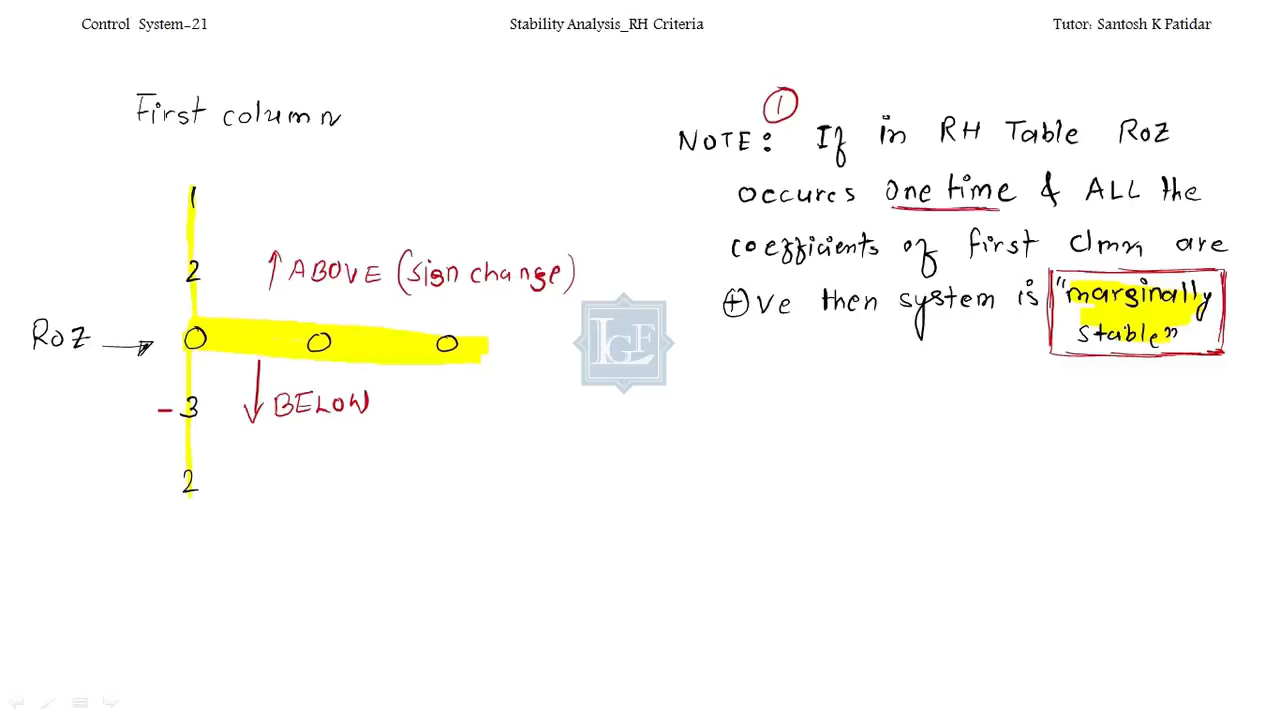 Control System-21
Stability Analysis_RH Criteria
Tutor: Santosh K Patidar
First column
1
2
↑ ABOVE (sign change)
ROZ → 0 0 0
- 3
↓ BELOW
2
1
NOTE: If in RH Table ROZ
occures one time & ALL the
coefficients of first clmn are
+ve then system is "marginally
stable"
LGE